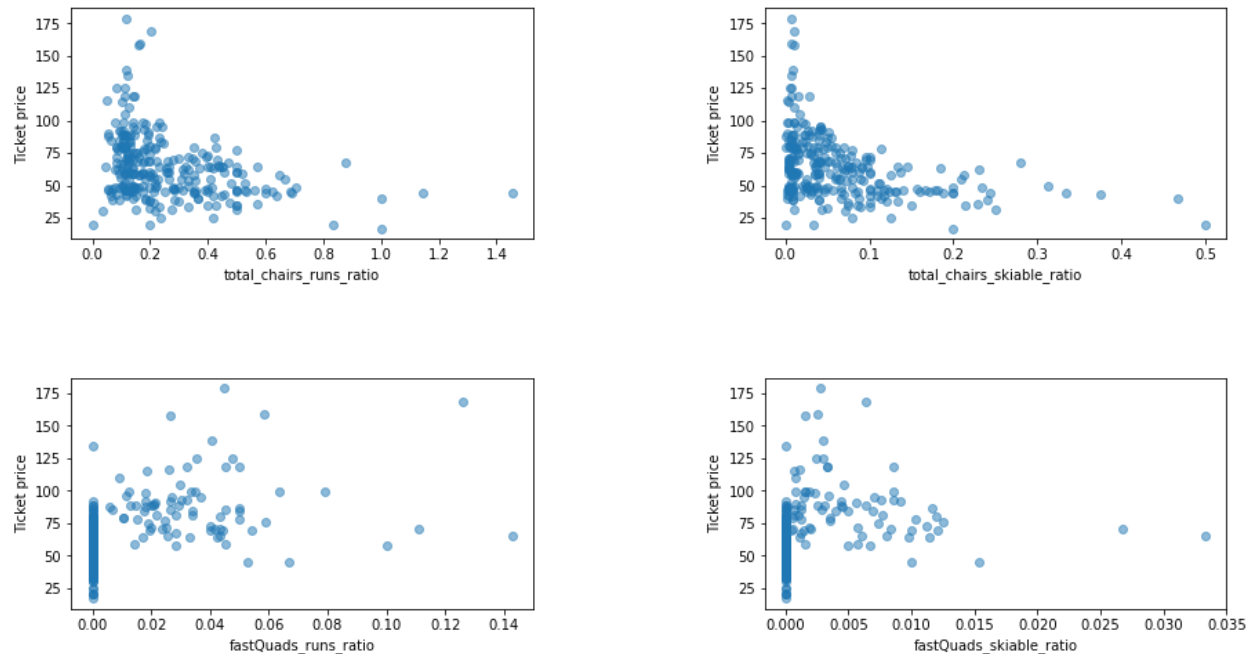 175
150
125
100
75
50
25
Ticket price
0.0 0.2 0.4 0.6 0.8 1.0 1.2 1.4
total_chairs_runs_ratio
175
150
125
100
75
50
25
Ticket price
0.0 0.1 0.2 0.3 0.4 0.5
total_chairs_skiable_ratio
175
150
125
100
75
50
25
Ticket price
0.00 0.02 0.04 0.06 0.08 0.10 0.12 0.14
fastQuads_runs_ratio
175
150
125
100
75
50
25
Ticket price
0.000 0.005 0.010 0.015 0.020 0.025 0.030 0.035
fastQuads_skiable_ratio